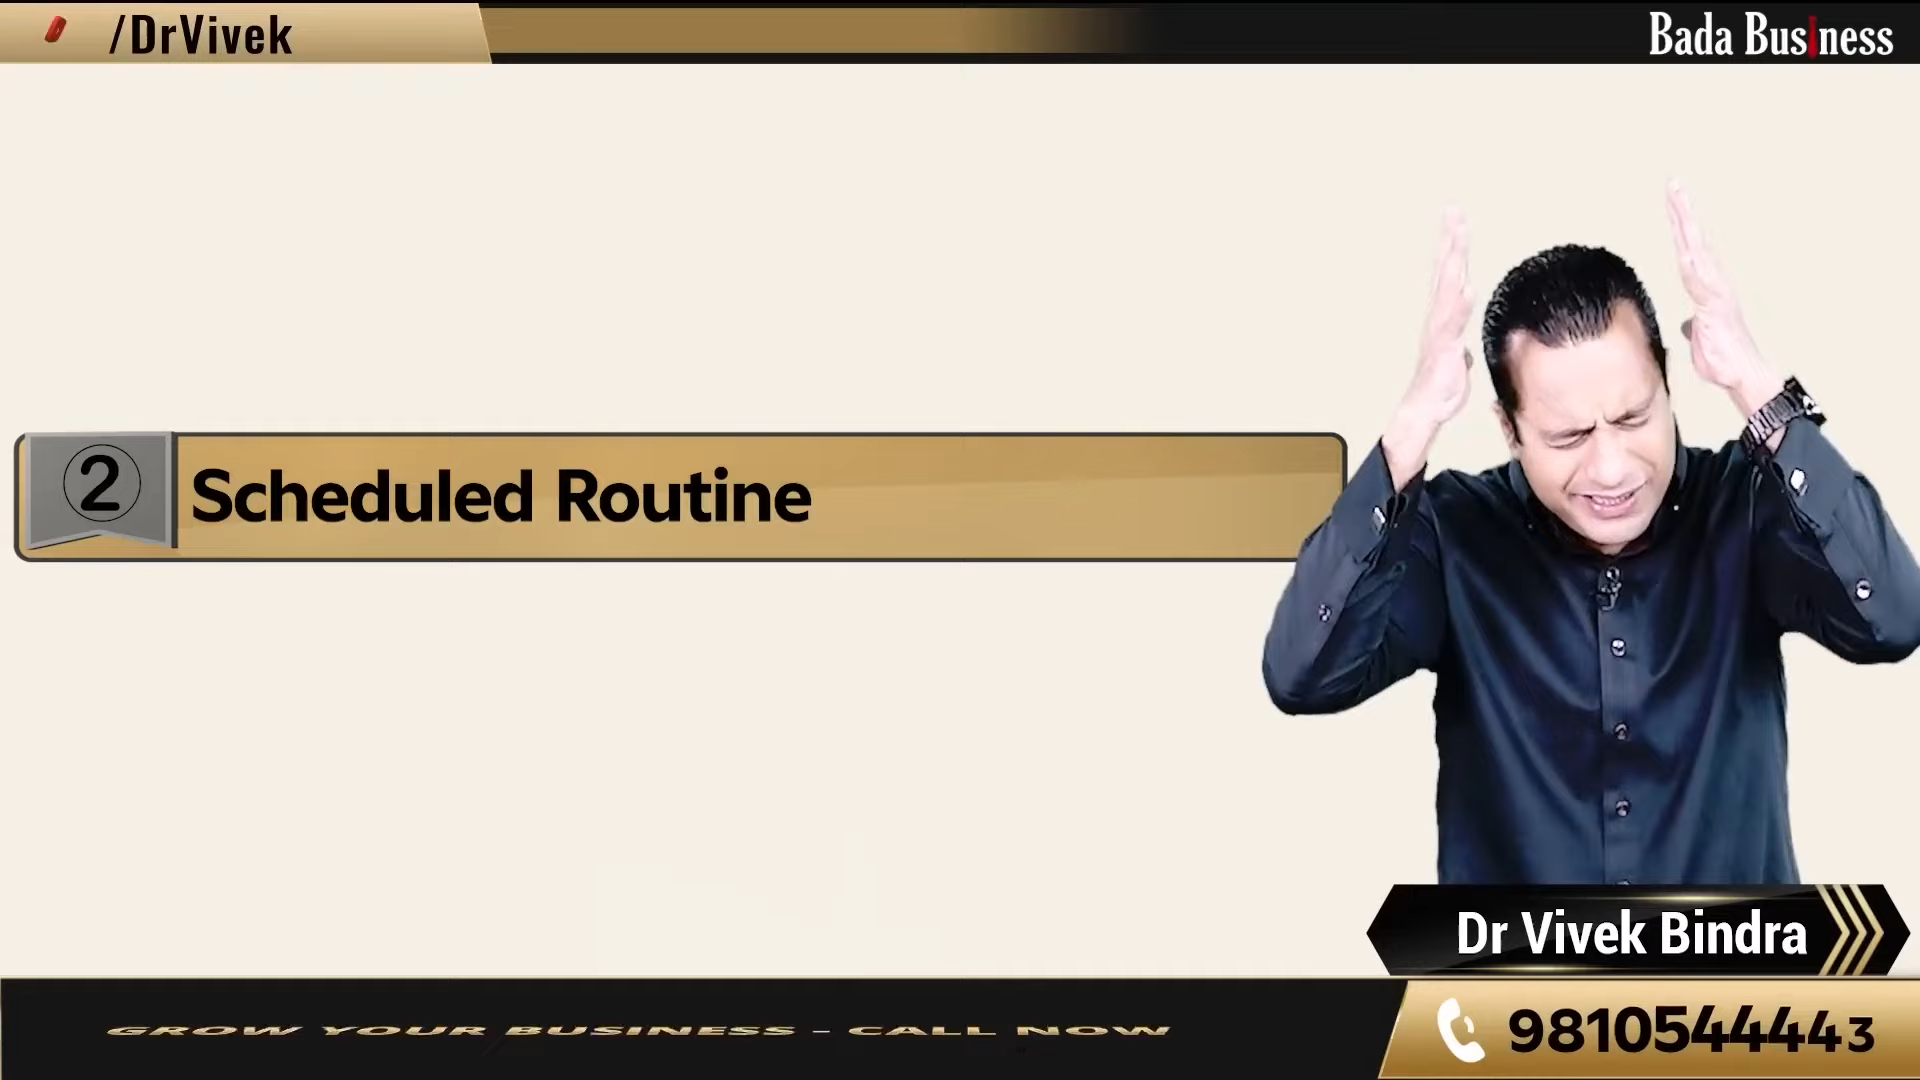 /DrVivek
Bada Business
2 Scheduled Routine
Dr Vivek Bindra
GROW YOUR BUSINESS - CALL NOW
9810544443